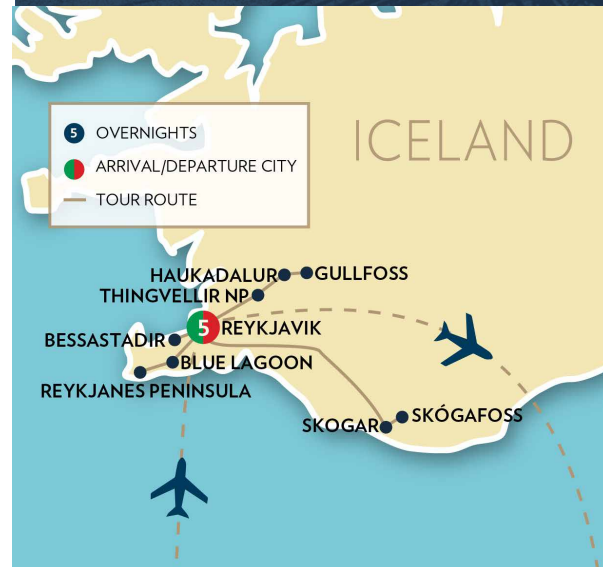 5 OVERNIGHTS
ARRIVAL/DEPARTURE CITY
TOUR ROUTE
ICELAND
HAUKADALUR
GULLFOSS
THINGVELLIR NP
5 REYKJAVIK
BESSASTADIR
BLUE LAGOON
REYKJANES PENINSULA
SKÓGAFOSS
SKOGAR